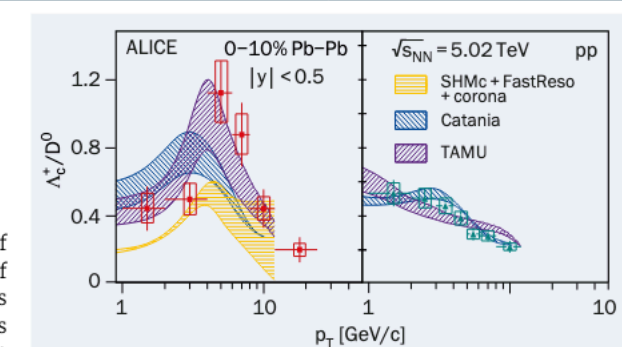 ALICE
0–10% Pb–Pb
|y| < 0.5
√sNN = 5.02 TeV
pp
SHMc + FastReso
+ corona
Catania
TAMU
Λc+/D0
1.2
0.8
0.4
0
1
10
1
10
pT [GeV/c]
f
f
s
s